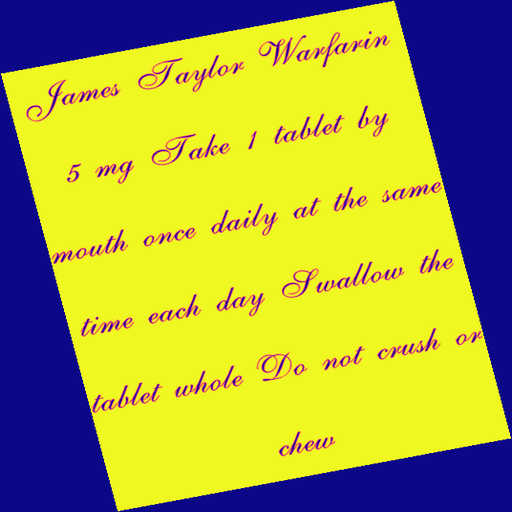 James Taylor Warfarin
5 mg Take 1 tablet by
mouth once daily at the same
time each day Swallow the
tablet whole Do not crush or
chew